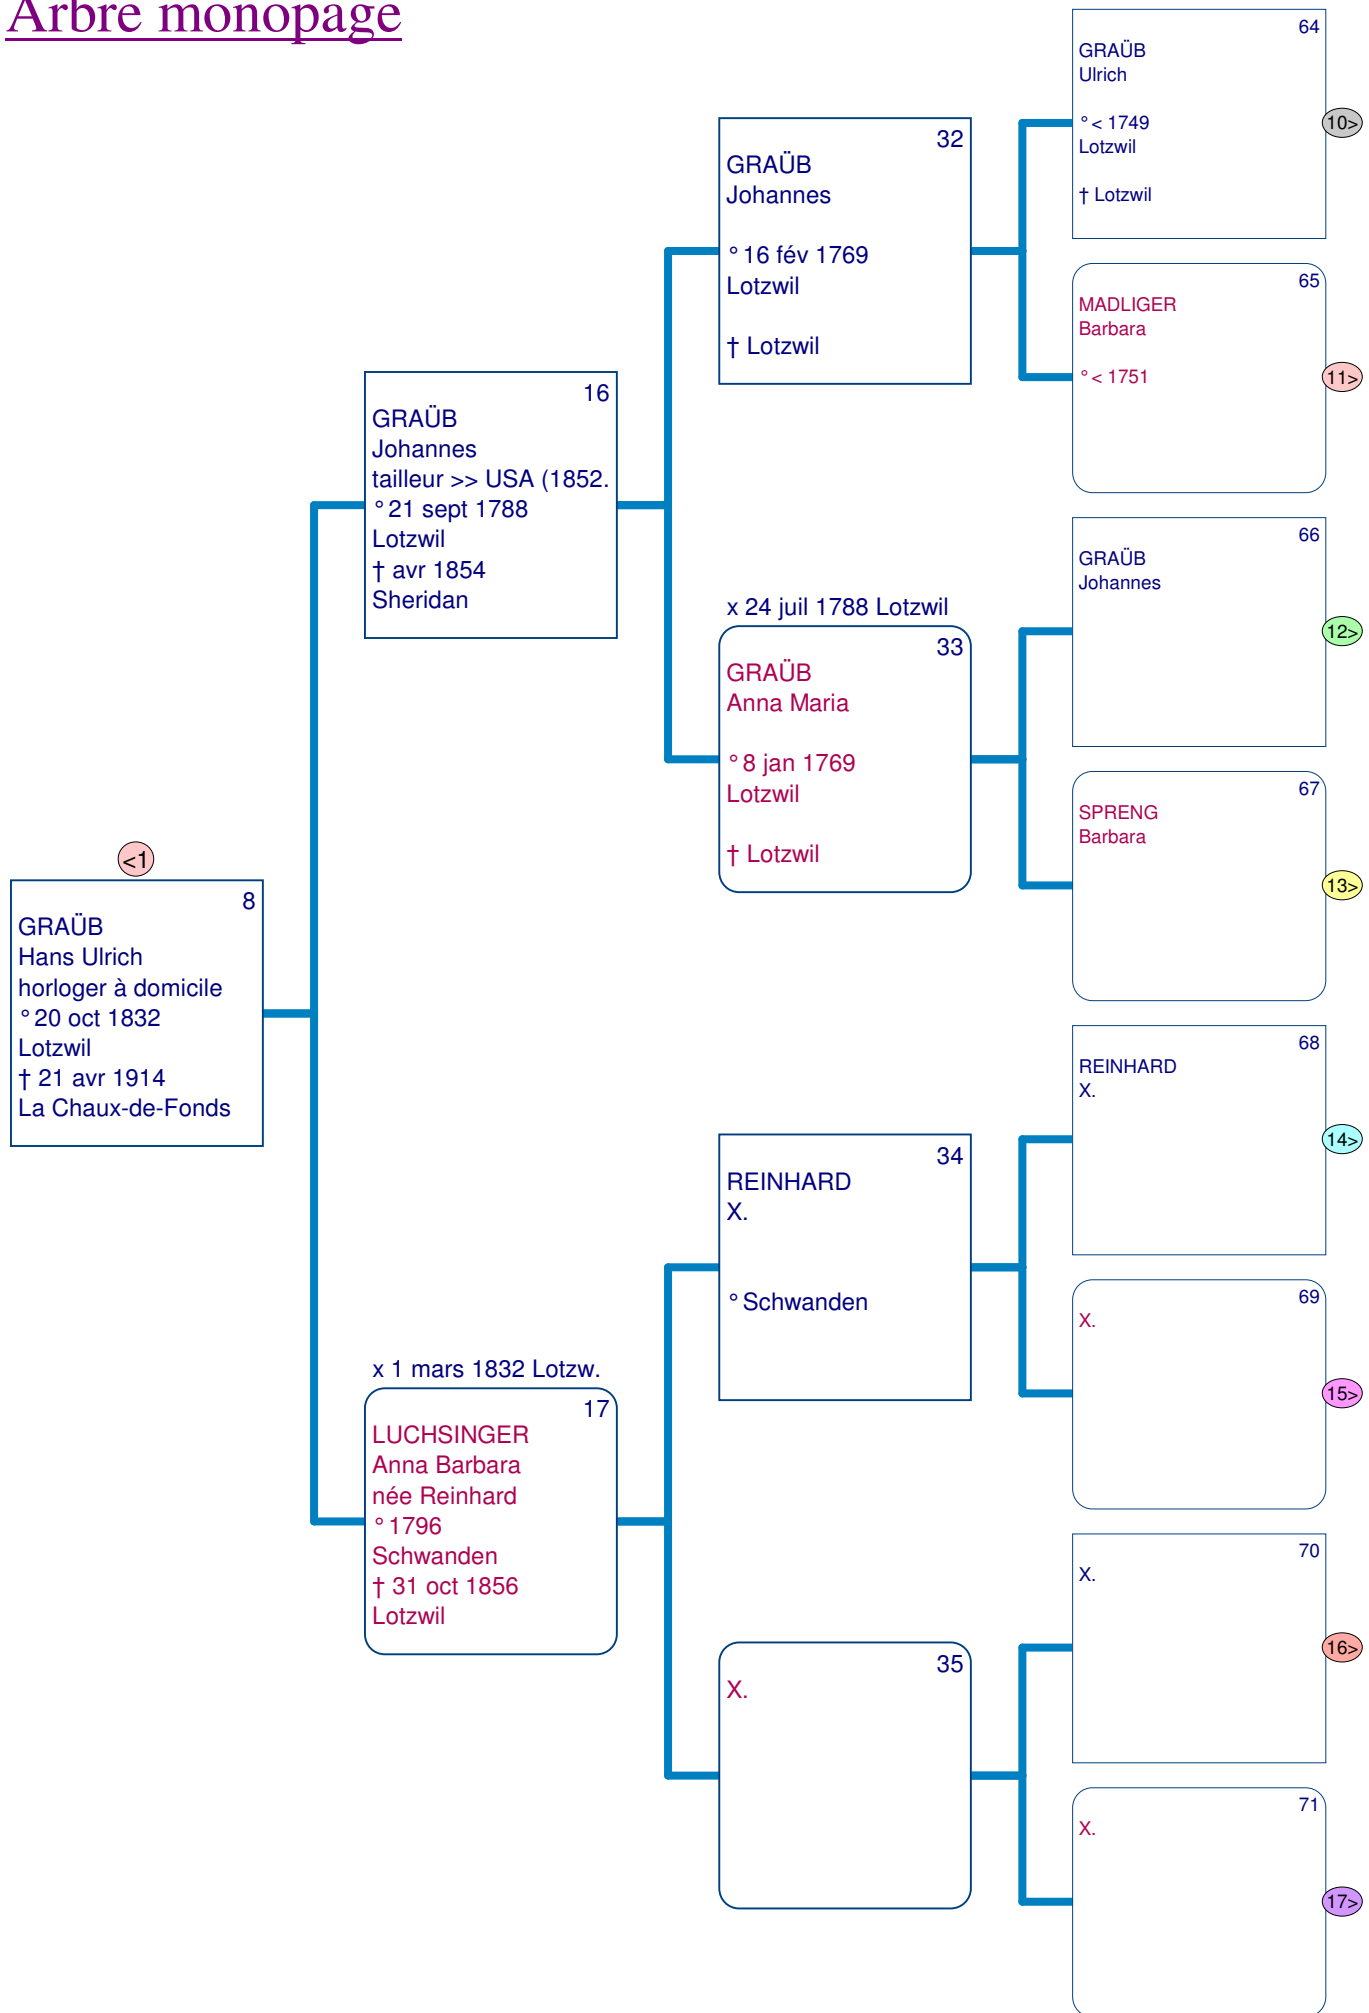 Arbre monopage
<1
8
GRAÜB
Hans Ulrich
horloger à domicile
° 20 oct 1832
Lotzwil
† 21 avr 1914
La Chaux-de-Fonds
16
GRAÜB
Johannes
tailleur >> USA (1852.
° 21 sept 1788
Lotzwil
† avr 1854
Sheridan
x 1 mars 1832 Lotzw.
17
LUCHSINGER
Anna Barbara
née Reinhard
° 1796
Schwanden
† 31 oct 1856
Lotzwil
32
GRAÜB
Johannes
° 16 fév 1769
Lotzwil
† Lotzwil
x 24 juil 1788 Lotzwil
33
GRAÜB
Anna Maria
° 8 jan 1769
Lotzwil
† Lotzwil
34
REINHARD
X.
° Schwanden
35
X.
64
GRAÜB
Ulrich
° < 1749
Lotzwil
† Lotzwil
10>
65
MADLIGER
Barbara
° < 1751
11>
66
GRAÜB
Johannes
12>
67
SPRENG
Barbara
13>
68
REINHARD
X.
14>
69
X.
15>
70
X.
16>
71
X.
17>